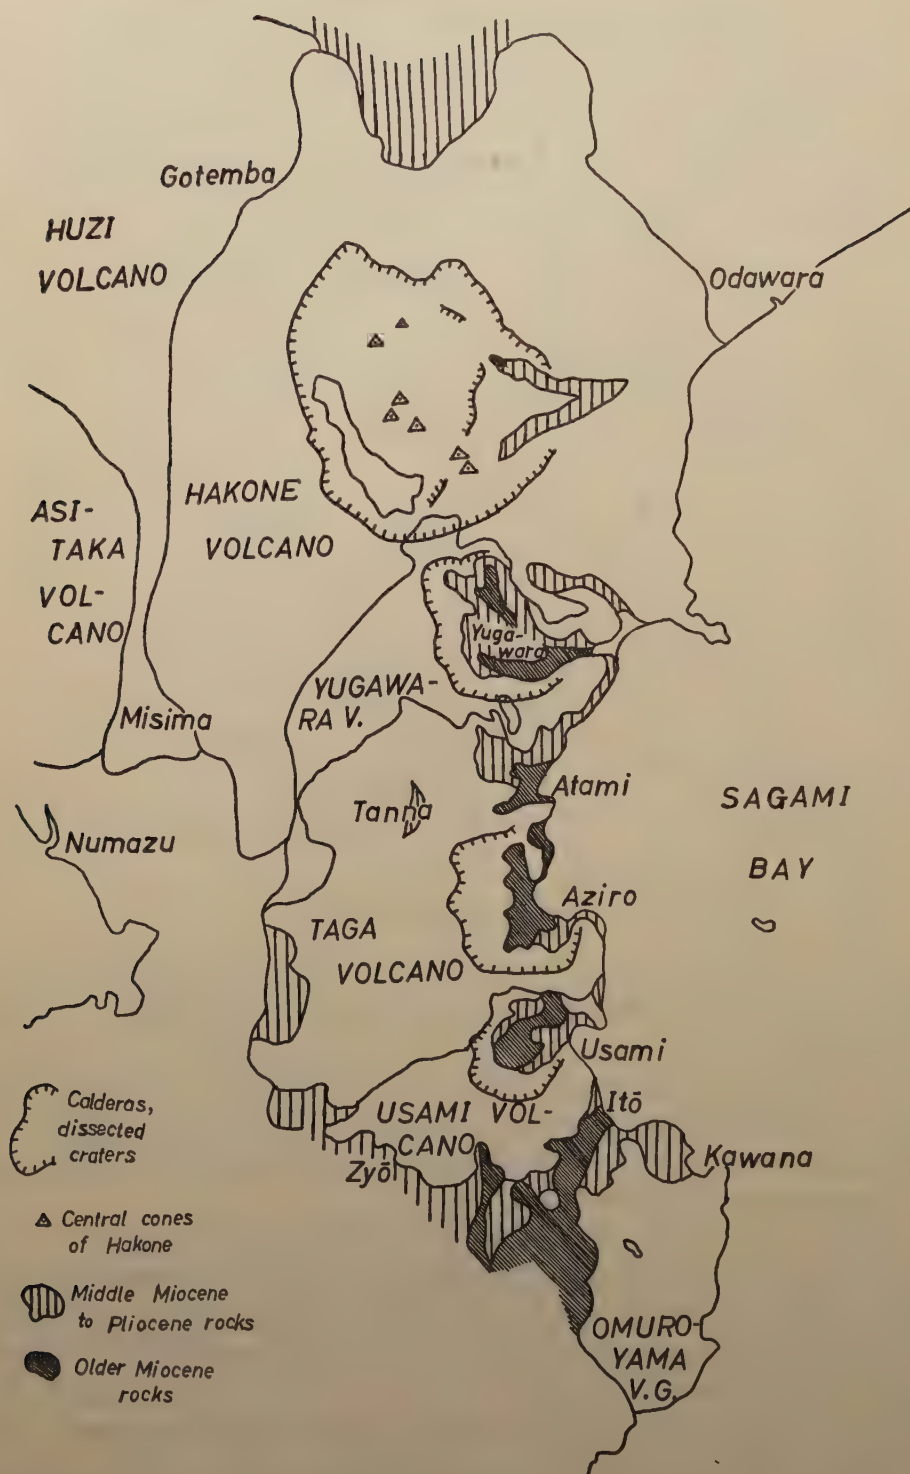 Gotemba
HUZI
VOLCANO
Odawara
HAKONE
VOLCANO
ASI-
TAKA
VOL-
CANO
Yuga-
wara
YUGAWA-
RA V.
Misima
Atami
Tanna
SAGAMI
BAY
Numazu
Aziro
TAGA
VOLCANO
Usami
USAMI VOL-
CANO
Itō
Kawana
Zyō
OMURO-
YAMA
V.G.
Calderas,
dissected
craters
Central cones
of Hakone
Middle Miocene
to Pliocene rocks
Older Miocene
rocks